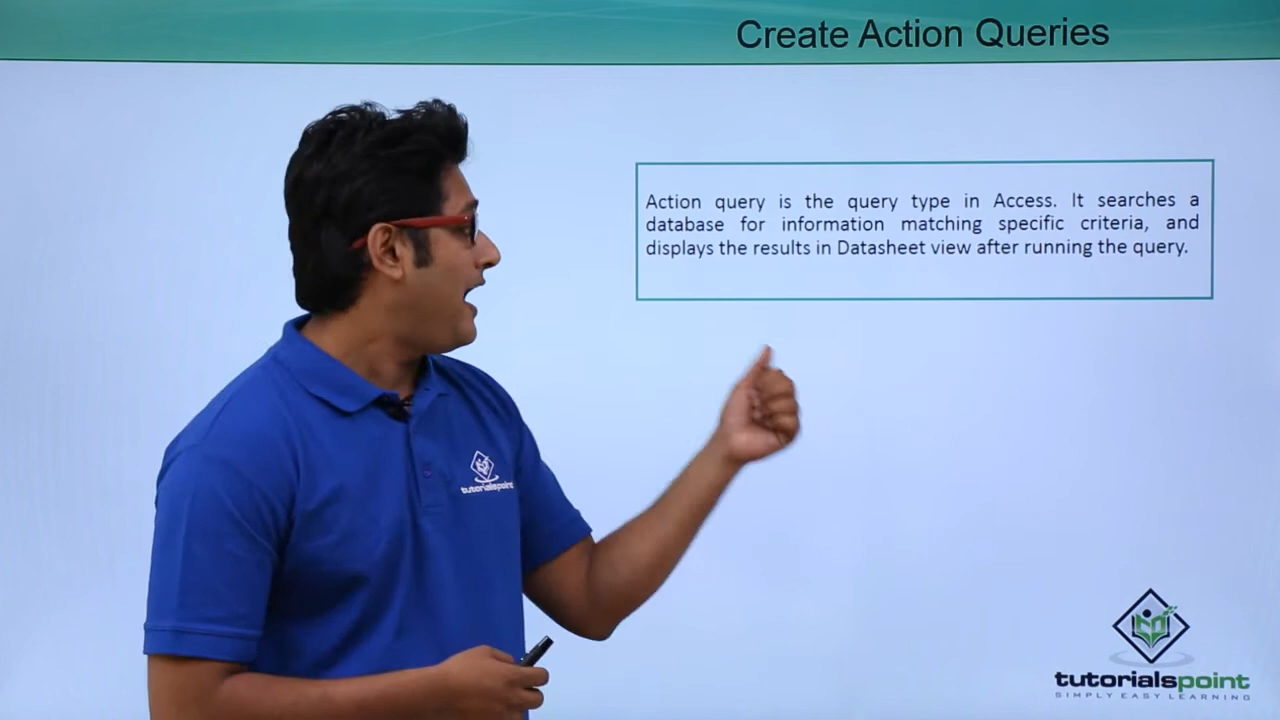 Create Action Queries
Action query is the query type in Access. It searches a
database for information matching specific criteria, and
displays the results in Datasheet view after running the query.
tutorialspoint
tutorialspoint
SIMPLY EASY LEARNING